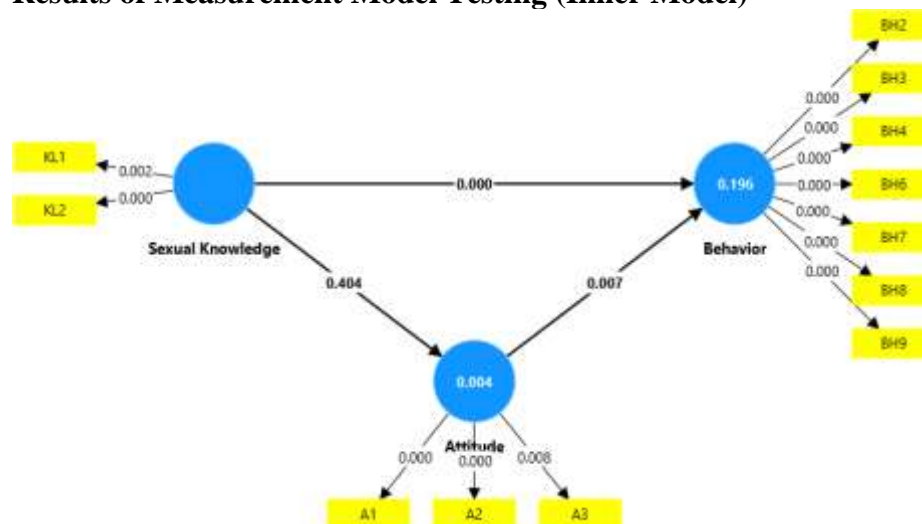 Results of Measurement Model Testing (Inner Model)
BH2
BH3
0.000
0.000
BH4
KL1
0.002
0.000
0.000
0.196
0.000
BH6
KL2
0.000
0.000
BH7
Sexual Knowledge
Behavior
0.000
0.000
BH8
0.404
0.007
BH9
0.004
Attitude
0.000
0.000
0.008
A1
A2
A3